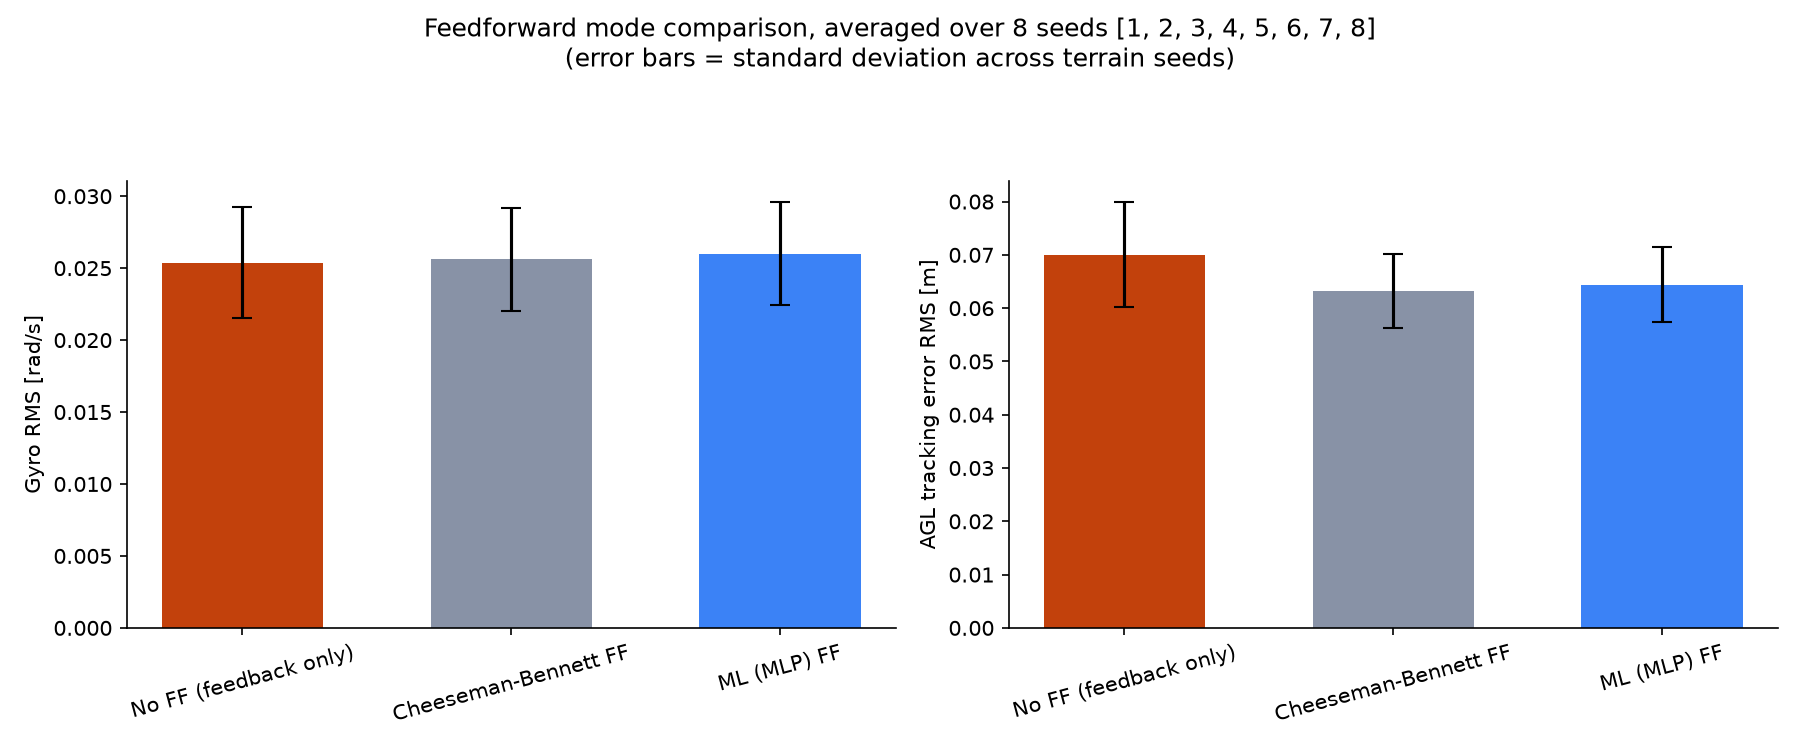 Feedforward mode comparison, averaged over 8 seeds [1, 2, 3, 4, 5, 6, 7, 8]
(error bars = standard deviation across terrain seeds)
Gyro RMS [rad/s]
0.030
0.025
0.020
0.015
0.010
0.005
0.000
No FF (feedback only)
Cheeseman-Bennett FF
ML (MLP) FF
AGL tracking error RMS [m]
0.08
0.07
0.06
0.05
0.04
0.03
0.02
0.01
0.00
No FF (feedback only)
Cheeseman-Bennett FF
ML (MLP) FF